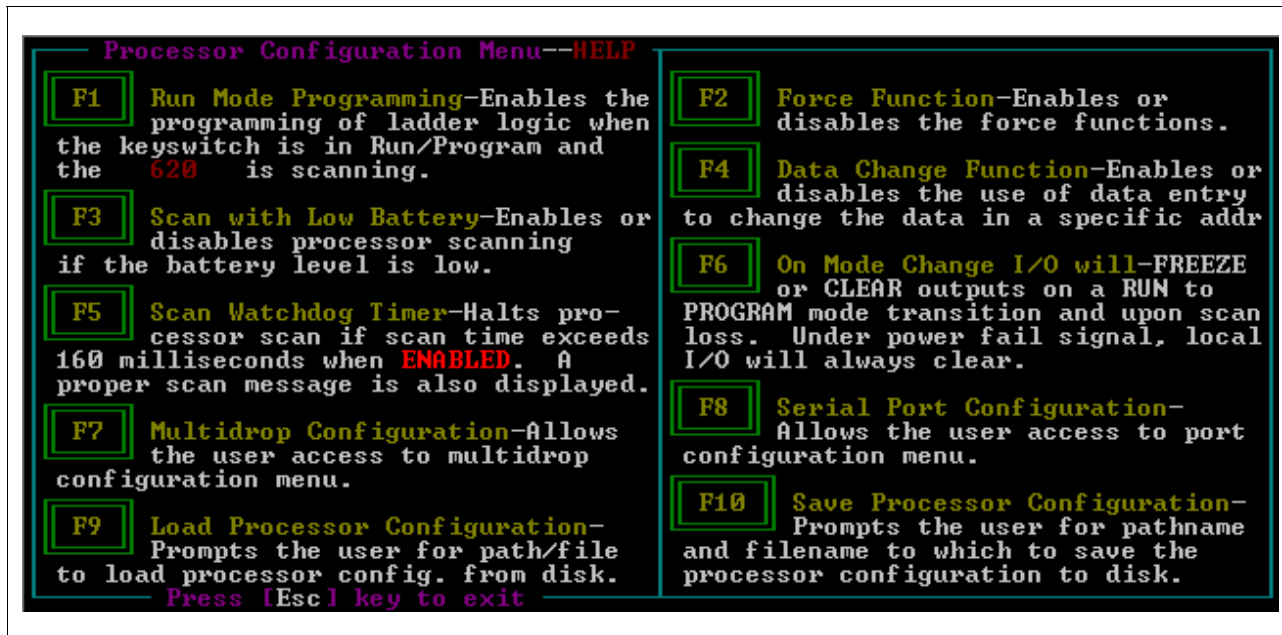 Processor Configuration Menu--HELP
F1 Run Mode Programming-Enables the
programming of ladder logic when
the keyswitch is in Run/Program and
the 620 is scanning.
F3 Scan with Low Battery-Enables or
disables processor scanning
if the battery level is low.
F5 Scan Watchdog Timer-Halts pro-
cessor scan if scan time exceeds
160 milliseconds when ENABLED. A
proper scan message is also displayed.
F7 Multidrop Configuration-Allows
the user access to multidrop
configuration menu.
F9 Load Processor Configuration-
Prompts the user for path/file
to load processor config. from disk.
F2 Force Function-Enables or
disables the force functions.
F4 Data Change Function-Enables or
disables the use of data entry
to change the data in a specific addr
F6 On Mode Change I/O will-FREEZE
or CLEAR outputs on a RUN to
PROGRAM mode transition and upon scan
loss. Under power fail signal, local
I/O will always clear.
F8 Serial Port Configuration-
Allows the user access to port
configuration menu.
F10 Save Processor Configuration-
Prompts the user for pathname
and filename to which to save the
processor configuration to disk.
Press [Esc] key to exit